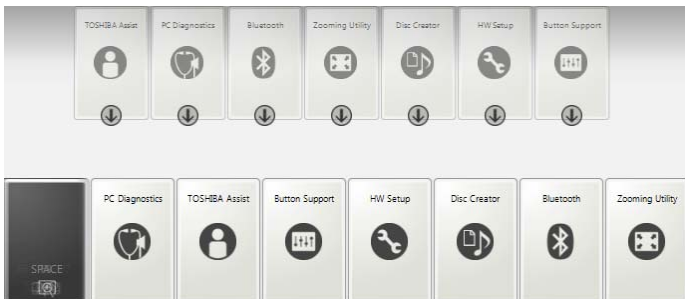 TOSHIBA Assist PC Diagnostics Bluetooth Zooming Utility Disc Creator HW Setup Button Support
PC Diagnostics TOSHIBA Assist Button Support HW Setup Disc Creator Bluetooth Zooming Utility
SPACE